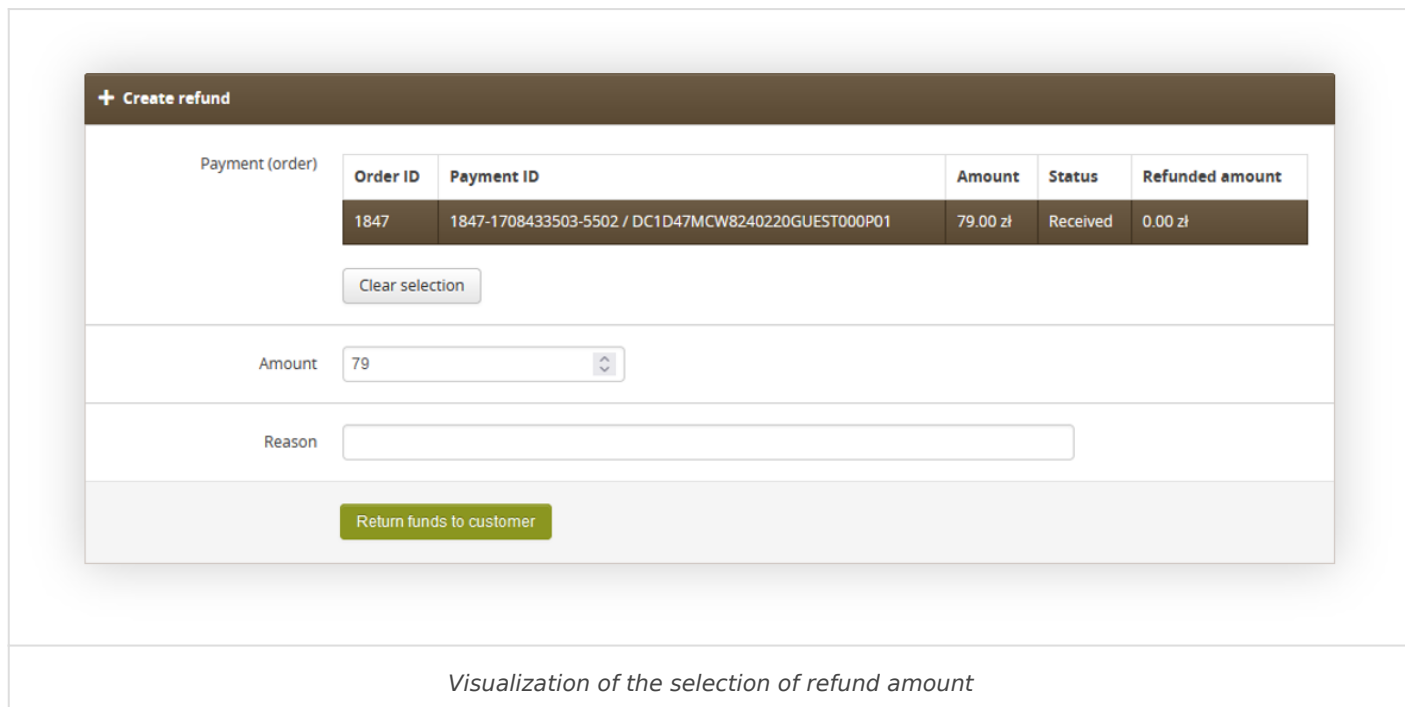 Create refund
Payment (order)
Order ID Payment ID Amount Status Refunded amount
1847 1847-1708433503-5502 / DC1D47MCW8240220GUEST000P01 79.00 zł Received 0.00 zł
Clear selection
Amount 79
Reason
Return funds to customer
Visualization of the selection of refund amount